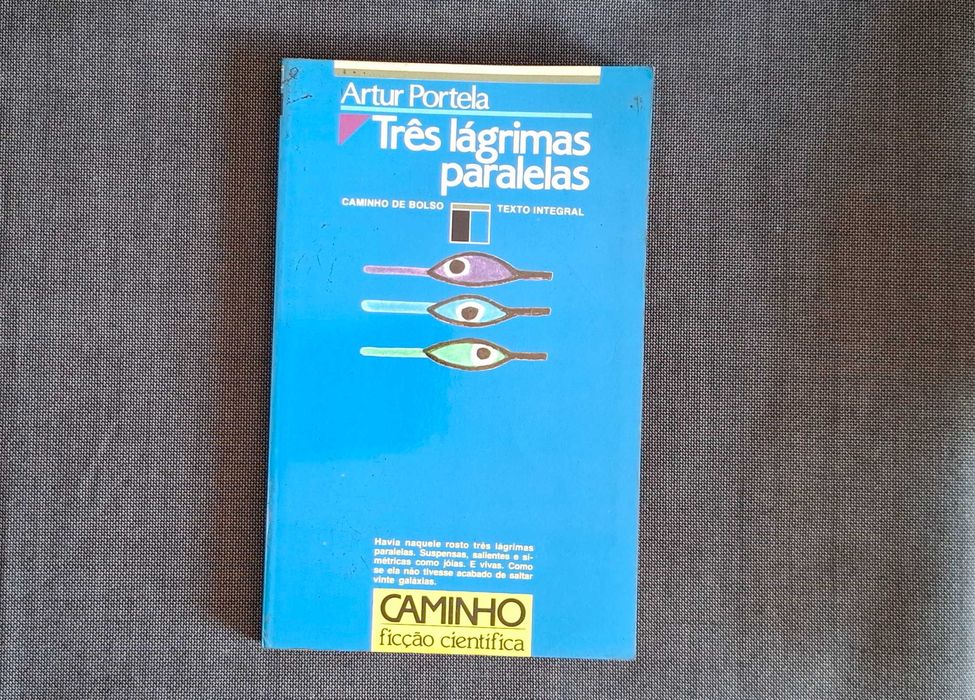 Artur Portela
Três lágrimas
paralelas
CAMINHO DE BOLSO TEXTO INTEGRAL
Havia naquele rosto três lágrimas
paralelas. Suspensas, salientes e si-
métricas como jóias. E vivas. Como
se ela não tivesse acabado de saltar
vinte galáxias.
CAMINHO
ficção científica